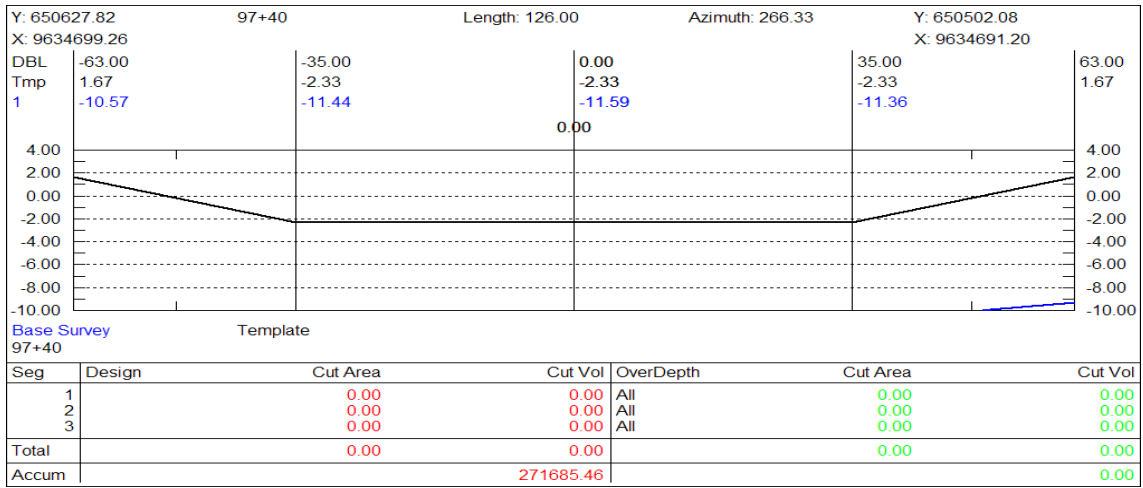 Y: 650627.82 97+40 Length: 126.00 Azimuth: 266.33 Y: 650502.08
X: 9634699.26 X: 9634691.20
DBL -63.00 -35.00 0.00 35.00 63.00
Tmp 1.67 -2.33 -2.33 -2.33 1.67
1 -10.57 -11.44 -11.59 -11.36
0.00
4.00 4.00
2.00 2.00
0.00 0.00
-2.00 -2.00
-4.00 -4.00
-6.00 -6.00
-8.00 -8.00
-10.00 -10.00
Base Survey Template
97+40
Seg Design Cut Area Cut Vol OverDepth Cut Area Cut Vol
1 0.00 0.00 All 0.00 0.00
2 0.00 0.00 All 0.00 0.00
3 0.00 0.00 All 0.00 0.00
Total 0.00 0.00 0.00 0.00
Accum 271685.46 0.00